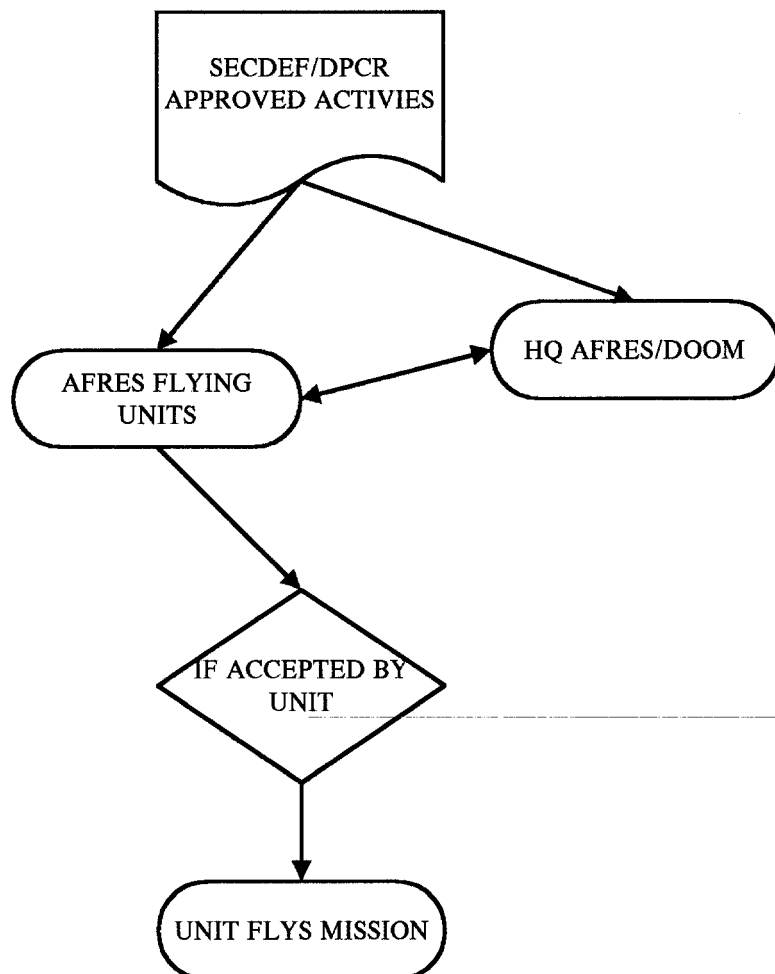 SECDEF/DPCR
APPROVED ACTIVIES
HQ AFRES/DOOM
AFRES FLYING
UNITS
IF ACCEPTED BY
UNIT
UNIT FLYS MISSION